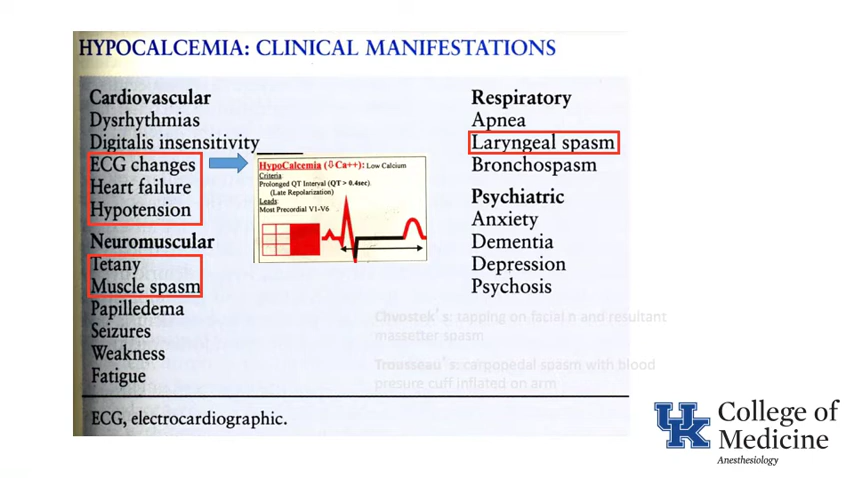 HYPOCALCEMIA: CLINICAL MANIFESTATIONS
Cardiovascular
Dysrhythmias
Digitalis insensitivity
ECG changes
Heart failure
Hypotension
Neuromuscular
Tetany
Muscle spasm
Papilledema
Seizures
Weakness
Fatigue
HypoCalcemia (⇩Ca++): Low Calcium
Criteria:
Prolonged QT Interval (QT > 0.4sec)
(Late Repolarization)
Leads:
Most Precordial V1-V6
Respiratory
Apnea
Laryngeal spasm
Bronchospasm
Psychiatric
Anxiety
Dementia
Depression
Psychosis
Chvostek's: tapping on facial n and resultant
massetter spasm
Trousseau's: carpopedal spasm with blood
presure cuff inflated on arm
ECG, electrocardiographic.
UK
College of
Medicine
Anesthesiology